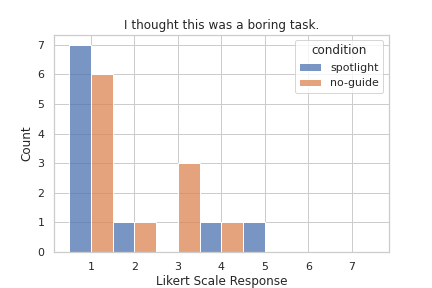 I thought this was a boring task.
condition
spotlight
no-guide
7
6
5
4
3
2
1
0
Count
1 2 3 4 5 6 7
Likert Scale Response